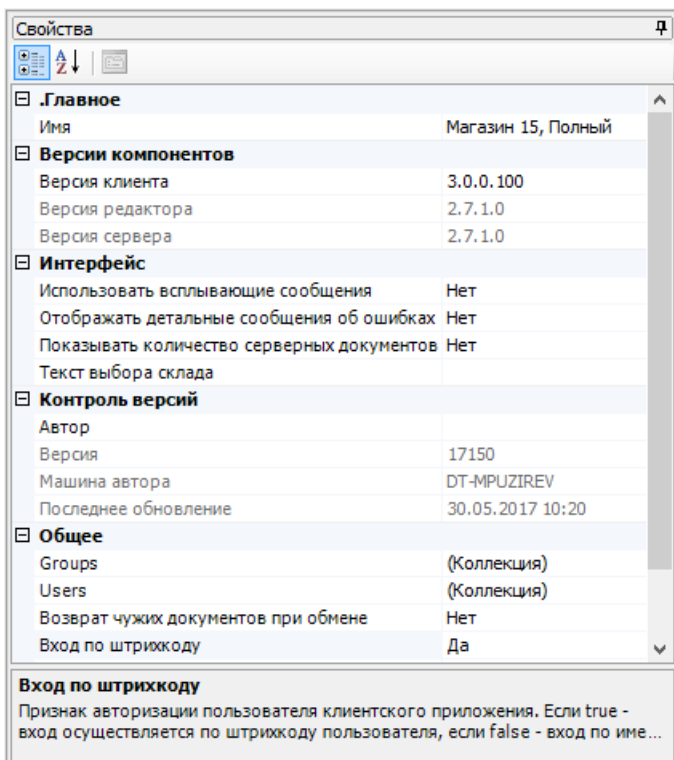 Свойства
.Главное
Имя Магазин 15, Полный
Версии компонентов
Версия клиента 3.0.0.100
Версия редактора 2.7.1.0
Версия сервера 2.7.1.0
Интерфейс
Использовать всплывающие сообщения Нет
Отображать детальные сообщения об ошибках Нет
Показывать количество серверных документов Нет
Текст выбора склада
Контроль версий
Автор
Версия 17150
Машина автора DT-MPUZIREV
Последнее обновление 30.05.2017 10:20
Общее
Groups (Коллекция)
Users (Коллекция)
Возврат чужих документов при обмене Нет
Вход по штрихкоду Да
Вход по штрихкоду
Признак авторизации пользователя клиентского приложения. Если true -
вход осуществляется по штрихкоду пользователя, если false - вход по име...